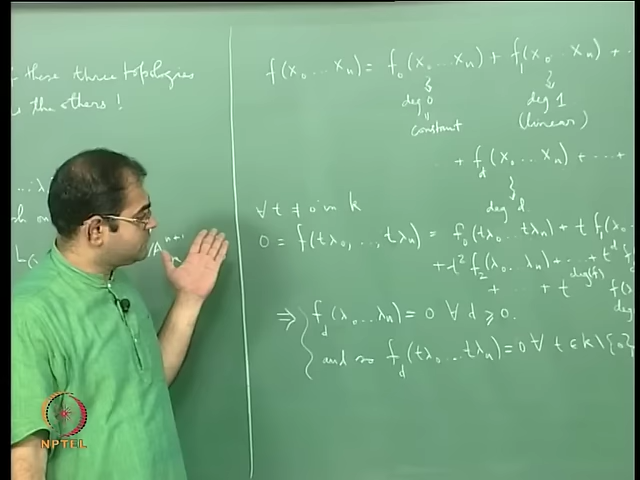 f these three topologies
s the others !
f(x₀...xₙ) = f₀(x₀...xₙ) + f₁(x₀...xₙ) + ·
deg 0
deg 1
constant
(linear)
+ f_d(x₀...xₙ) + ....
deg d
∀ t ≠ 0 in k
0 = f(tλ₀,..,tλₙ) = f₀(tλ₀...tλₙ) + t f₁(λ₀..
+ t² f₂(λ₀..λₙ) + ... + t^d f
+ ... + t^deg(f) f(λ₀
deg
⇒ f_d(λ₀...λₙ) = 0 ∀ d ≥ 0.
and so f_d(tλ₀...tλₙ) = 0 ∀ t ∈ k\{0}
NPTEL